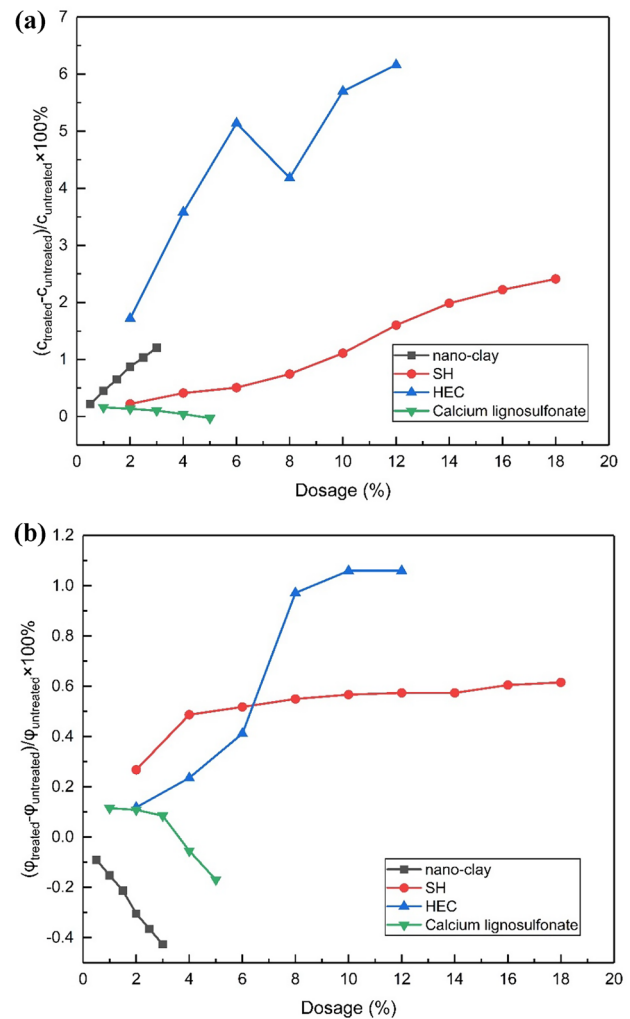 (a)
7
6
5
4
3
2
1
0
(c_treated-c_untreated)/c_untreated×100%
nano-clay
SH
HEC
Calcium lignosulfonate
0 2 4 6 8 10 12 14 16 18 20
Dosage (%)
(b)
1.2
1.0
0.8
0.6
0.4
0.2
0.0
-0.2
-0.4
(φ_treated-φ_untreated)/φ_untreated×100%
nano-clay
SH
HEC
Calcium lignosulfonate
0 2 4 6 8 10 12 14 16 18 20
Dosage (%)